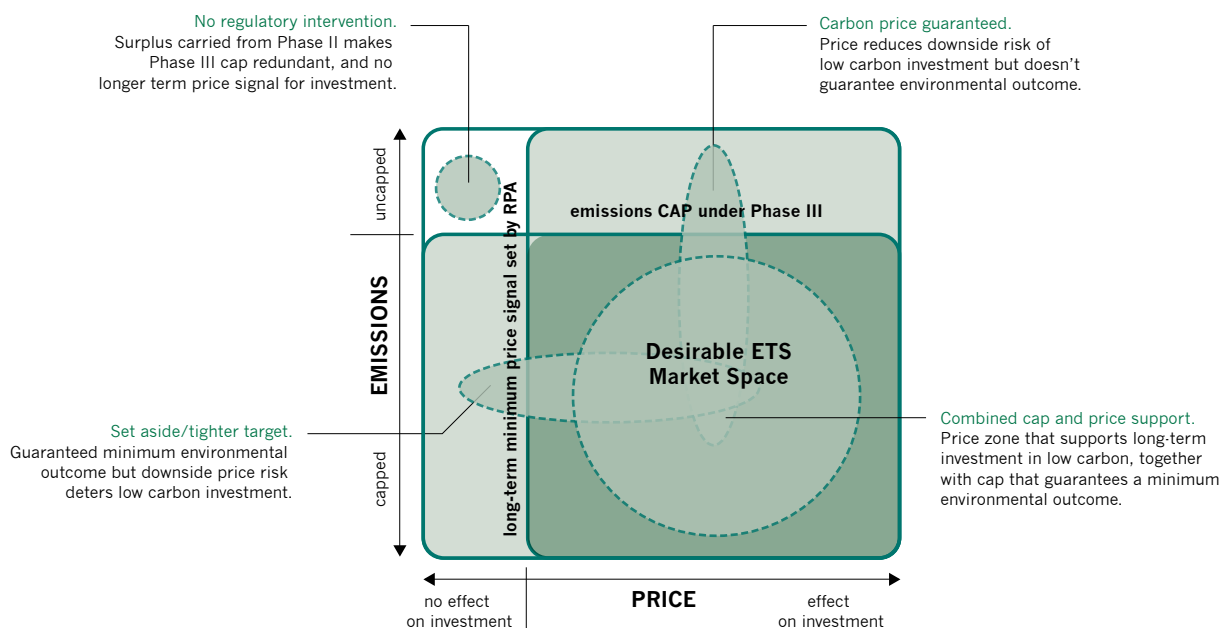 No regulatory intervention.
Surplus carried from Phase II makes
Phase III cap redundant, and no
longer term price signal for investment.
Carbon price guaranteed.
Price reduces downside risk of
low carbon investment but doesn’t
guarantee environmental outcome.
uncapped
EMISSIONS
capped
long-term minimum price signal set by RPA
emissions CAP under Phase III
Desirable ETS
Market Space
Set aside/tighter target.
Guaranteed minimum environmental
outcome but downside price risk
deters low carbon investment.
Combined cap and price support.
Price zone that supports long-term
investment in low carbon, together
with cap that guarantees a minimum
environmental outcome.
no effect
on investment
PRICE
effect
on investment